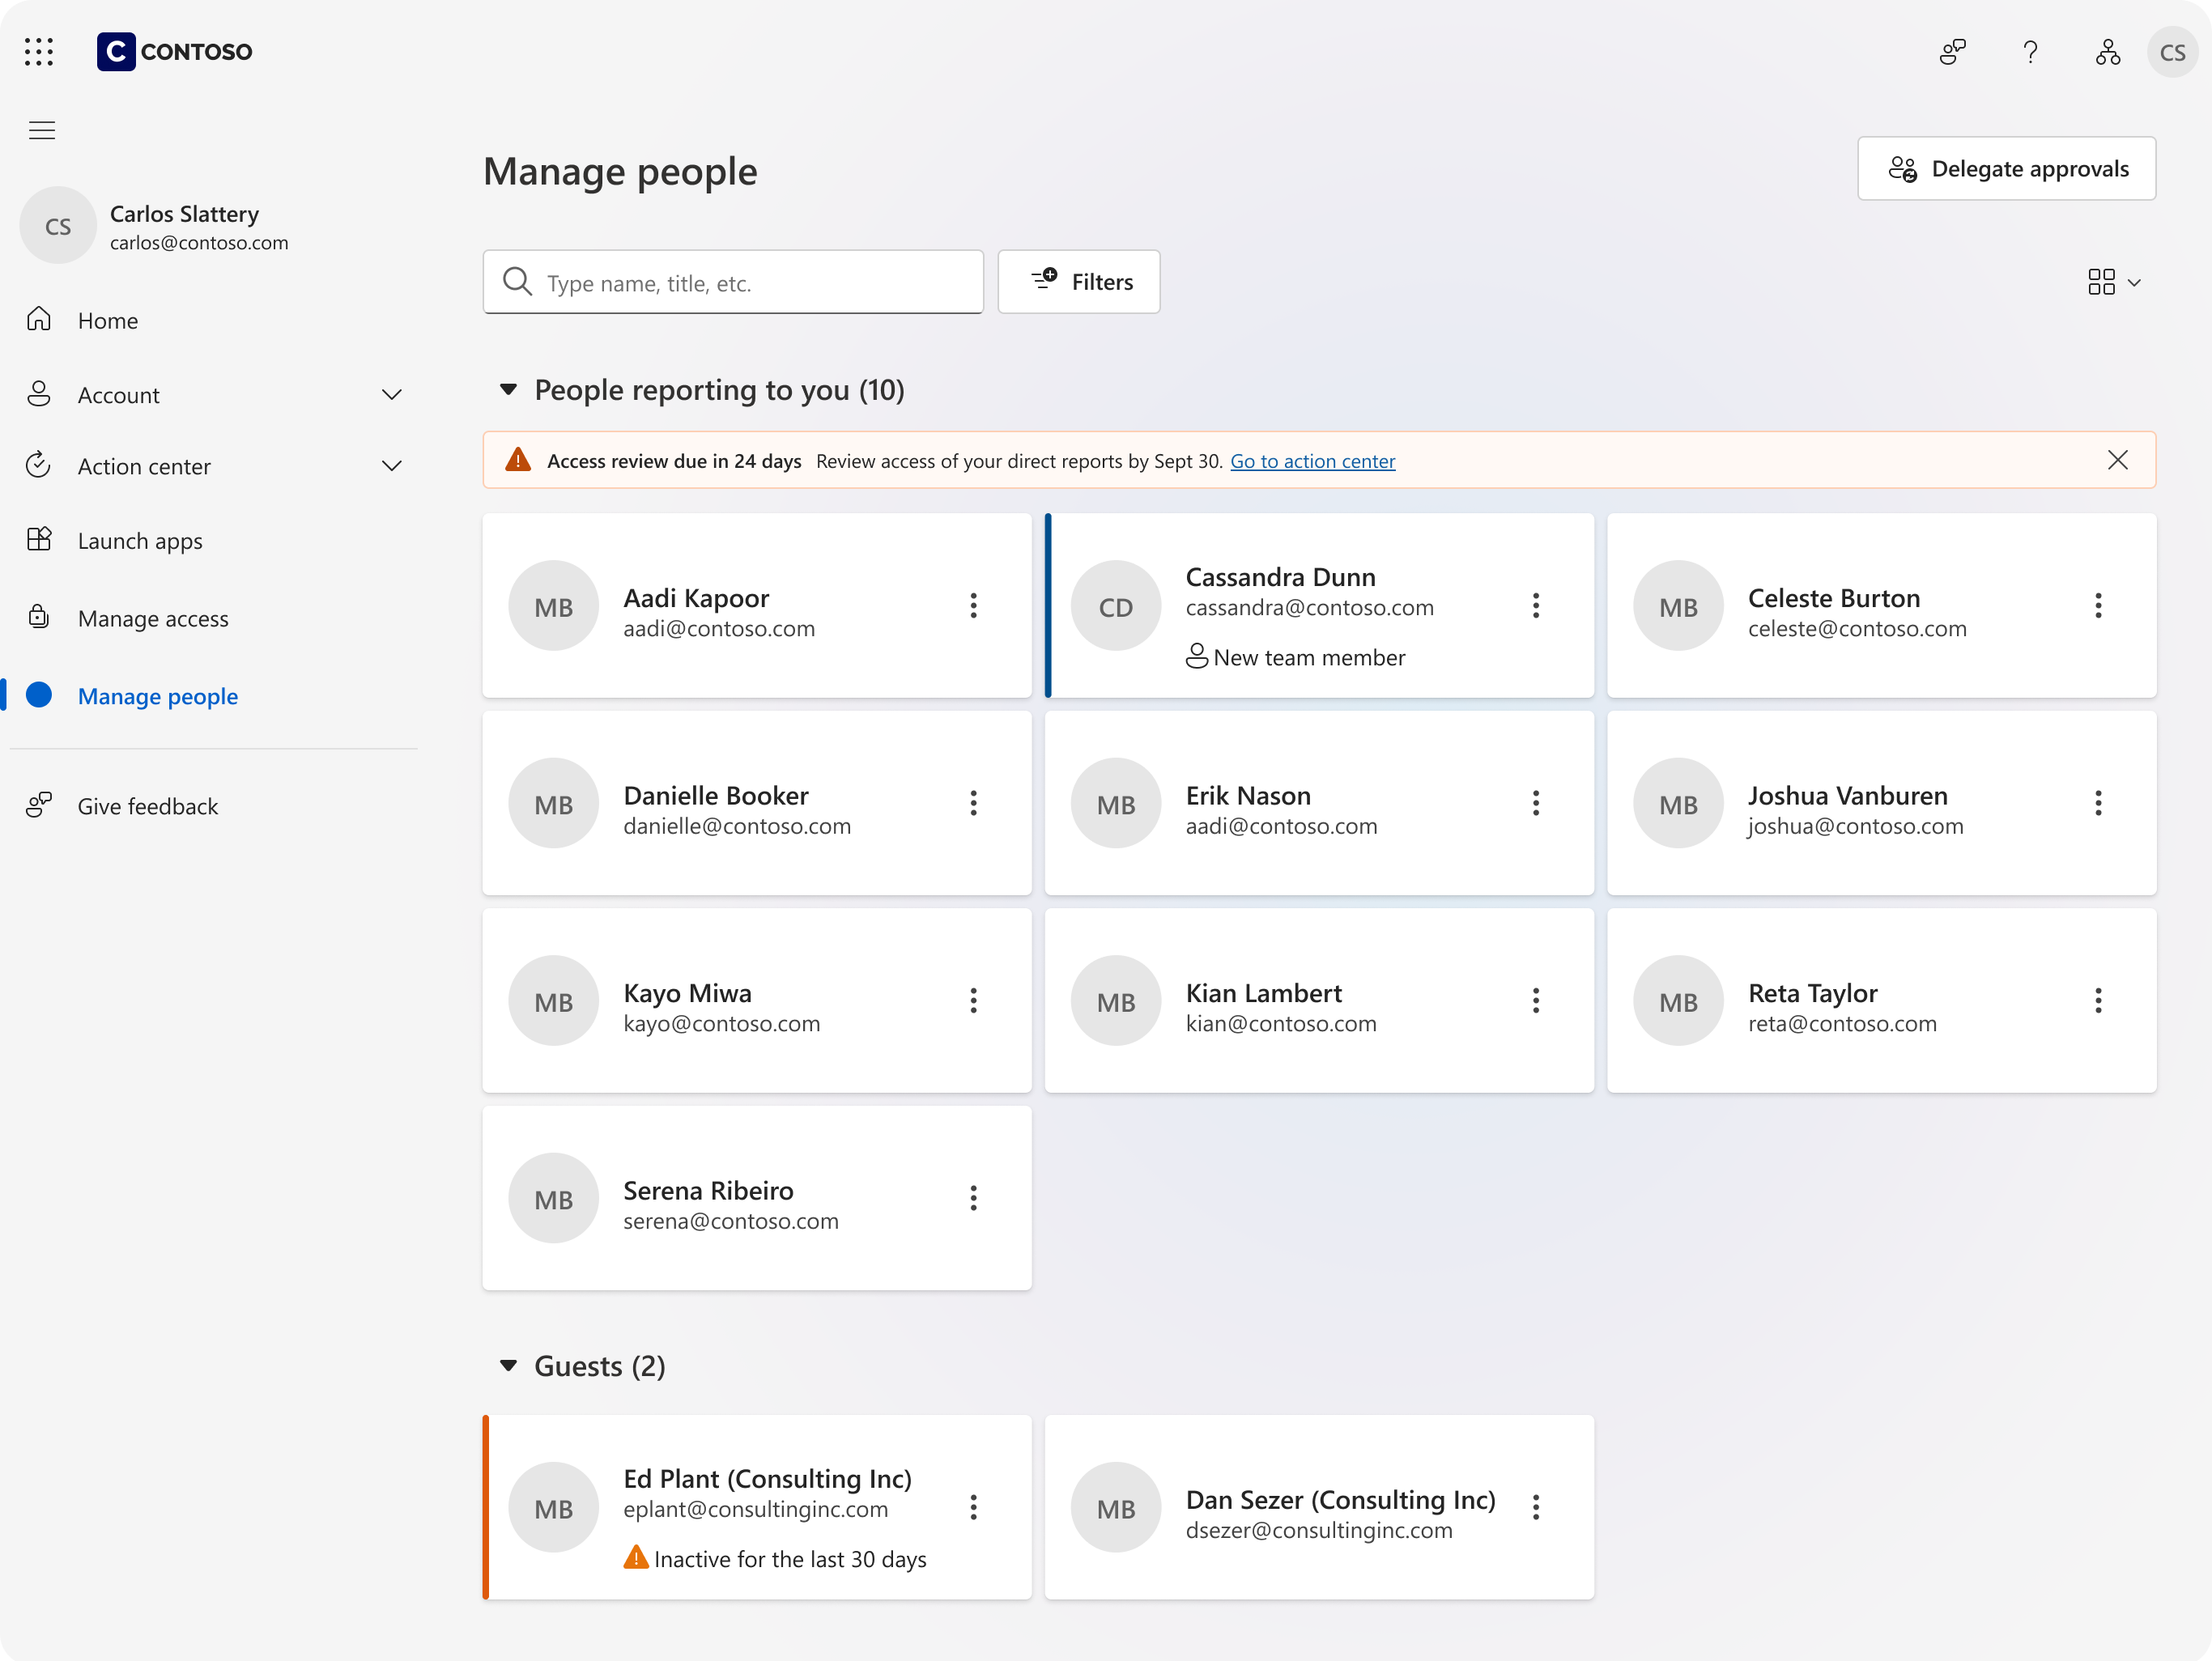 C CONTOSO
CS
Carlos Slattery
carlos@contoso.com
CS
Home
Account
Action center
Launch apps
Manage access
Manage people
Give feedback
Manage people
Delegate approvals
Type name, title, etc.
Filters
People reporting to you (10)
Access review due in 24 days Review access of your direct reports by Sept 30. Go to action center
MB
Aadi Kapoor
aadi@contoso.com
CD
Cassandra Dunn
cassandra@contoso.com
New team member
MB
Celeste Burton
celeste@contoso.com
MB
Danielle Booker
danielle@contoso.com
MB
Erik Nason
aadi@contoso.com
MB
Joshua Vanburen
joshua@contoso.com
MB
Kayo Miwa
kayo@contoso.com
MB
Kian Lambert
kian@contoso.com
MB
Reta Taylor
reta@contoso.com
MB
Serena Ribeiro
serena@contoso.com
Guests (2)
MB
Ed Plant (Consulting Inc)
eplant@consultinginc.com
Inactive for the last 30 days
MB
Dan Sezer (Consulting Inc)
dsezer@consultinginc.com